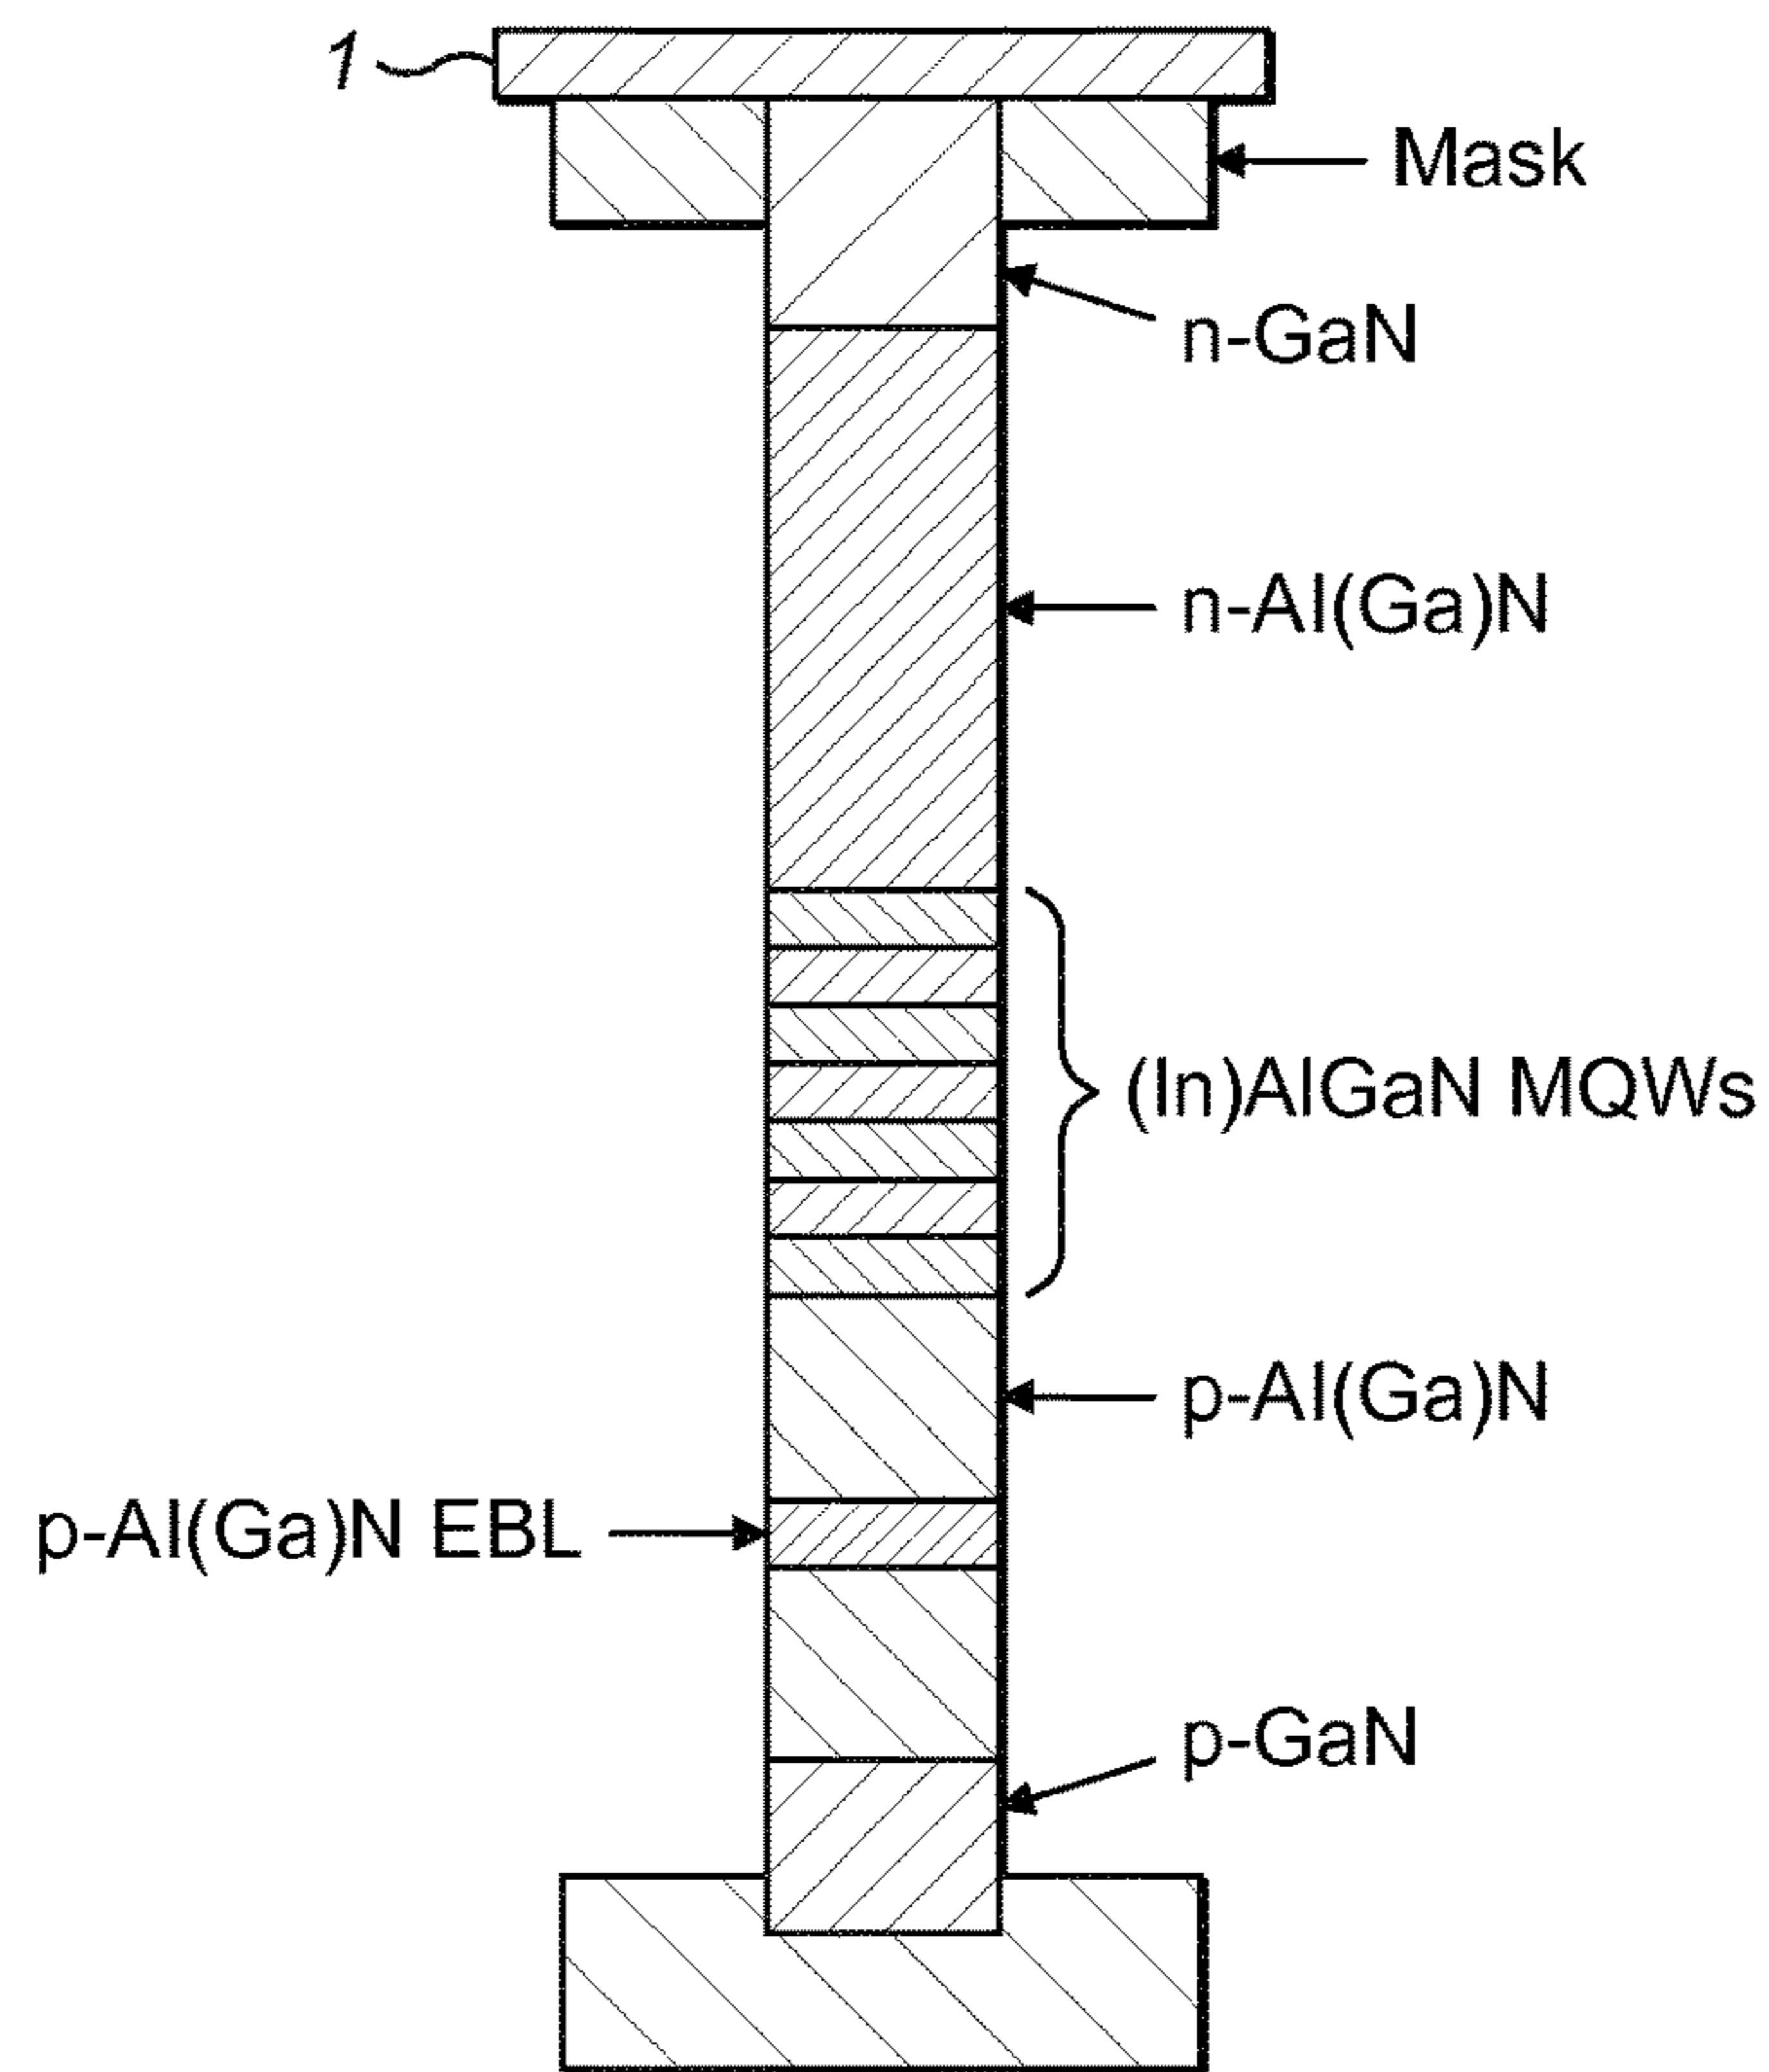 1
Mask
n-GaN
n-Al(Ga)N
(In)AlGaN MQWs
p-Al(Ga)N
p-Al(Ga)N EBL
p-GaN